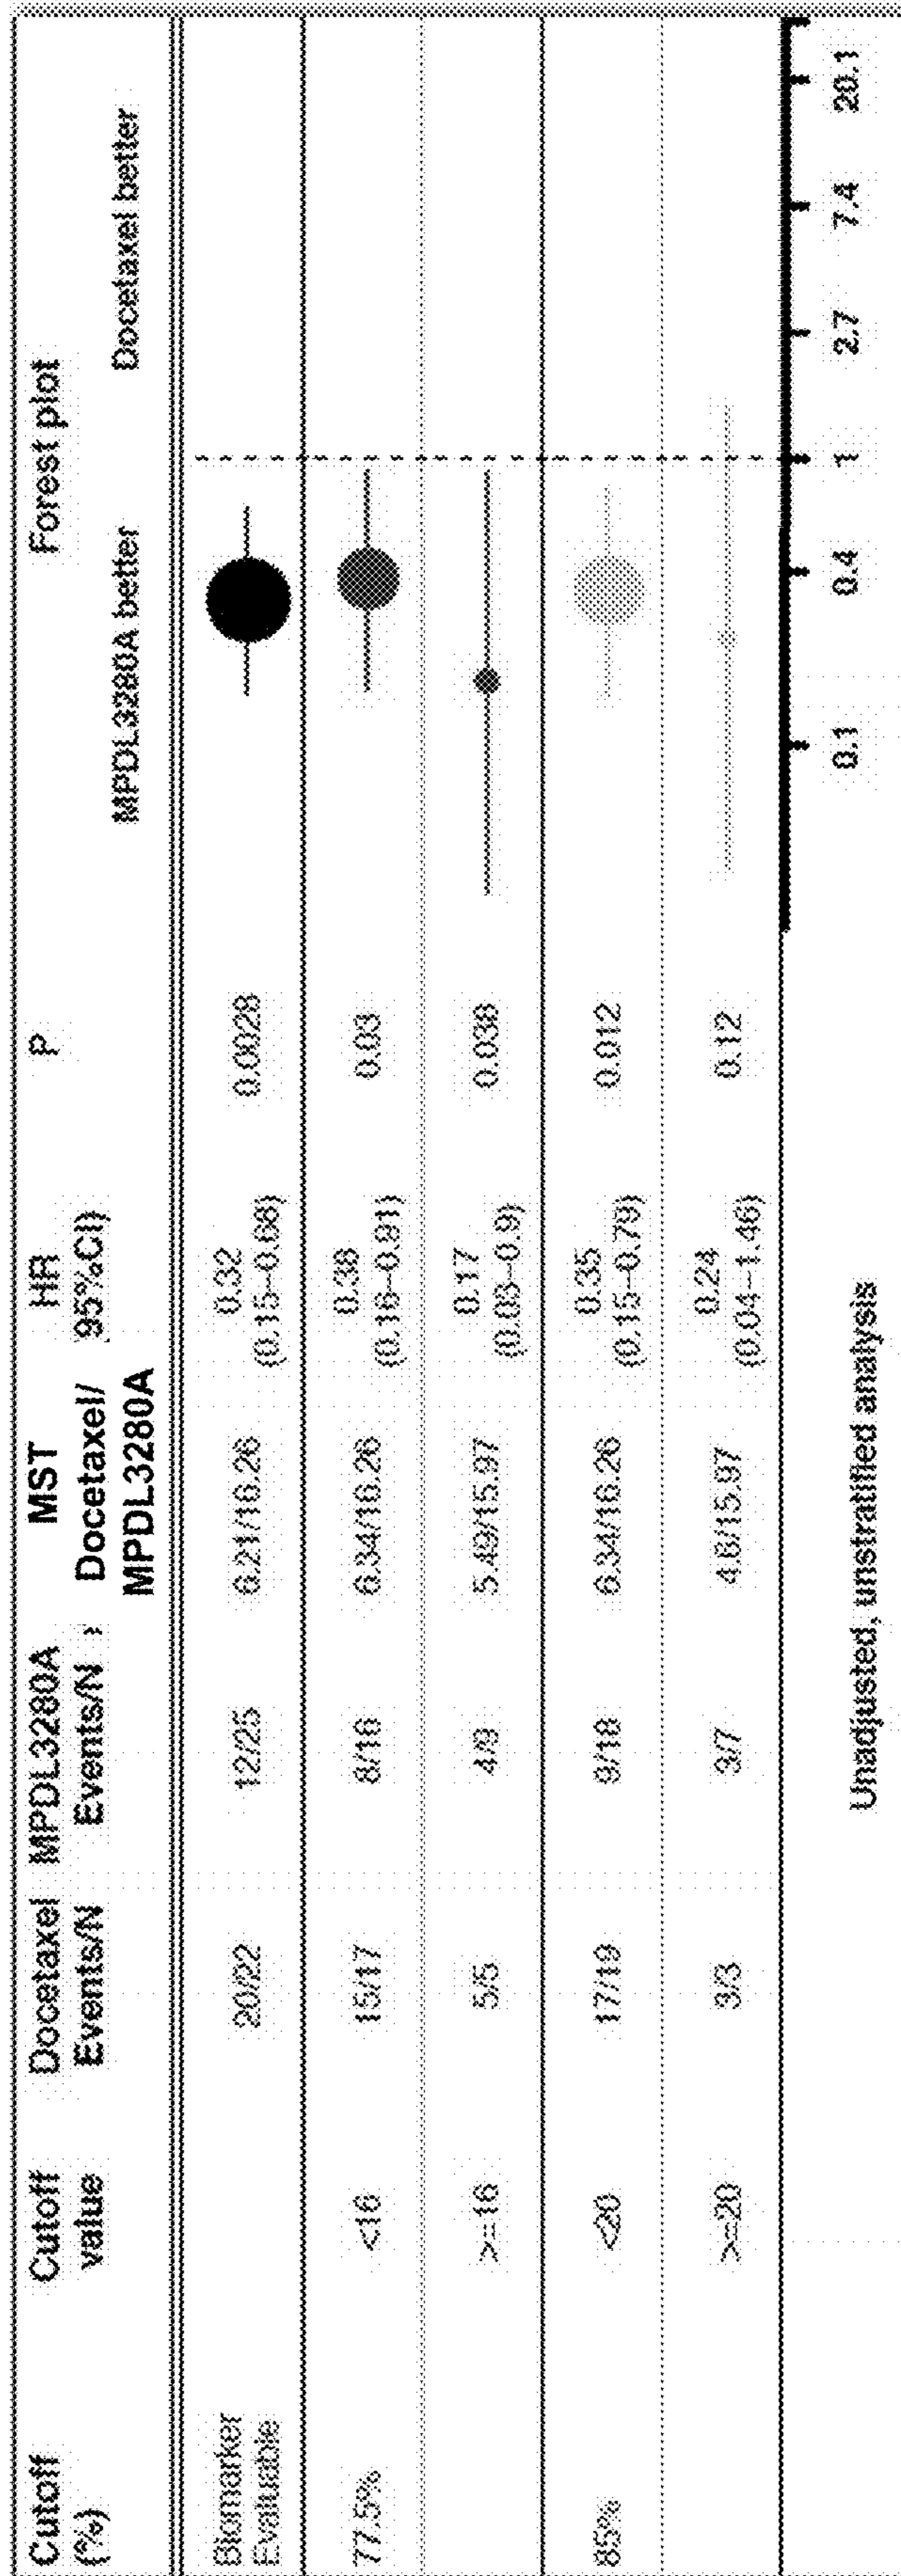 Cutoff Cutoff Docetaxel MPDL3280A MST HR P Forest plot
(%) value Events/N Events/N Docetaxel/ 95%CI)
MPDL3280A MPDL3280A better Docetaxel better
Biomarker 20/22 12/25 6.21/16.26 0.32 0.0028
Evaluable (0.15–0.68)
77.5% <16 15/17 8/16 6.34/16.26 0.38 0.03
(0.16–0.91)
>=16 5/5 4/9 5.49/15.97 0.17 0.038
(0.03–0.9)
85% <20 17/19 9/18 6.34/16.26 0.35 0.012
(0.15–0.79)
>=20 3/3 3/7 4.8/15.97 0.24 0.12
(0.04–1.46)
0.1 0.4 1 2.7 7.4 20.1
Unadjusted, unstratified analysis